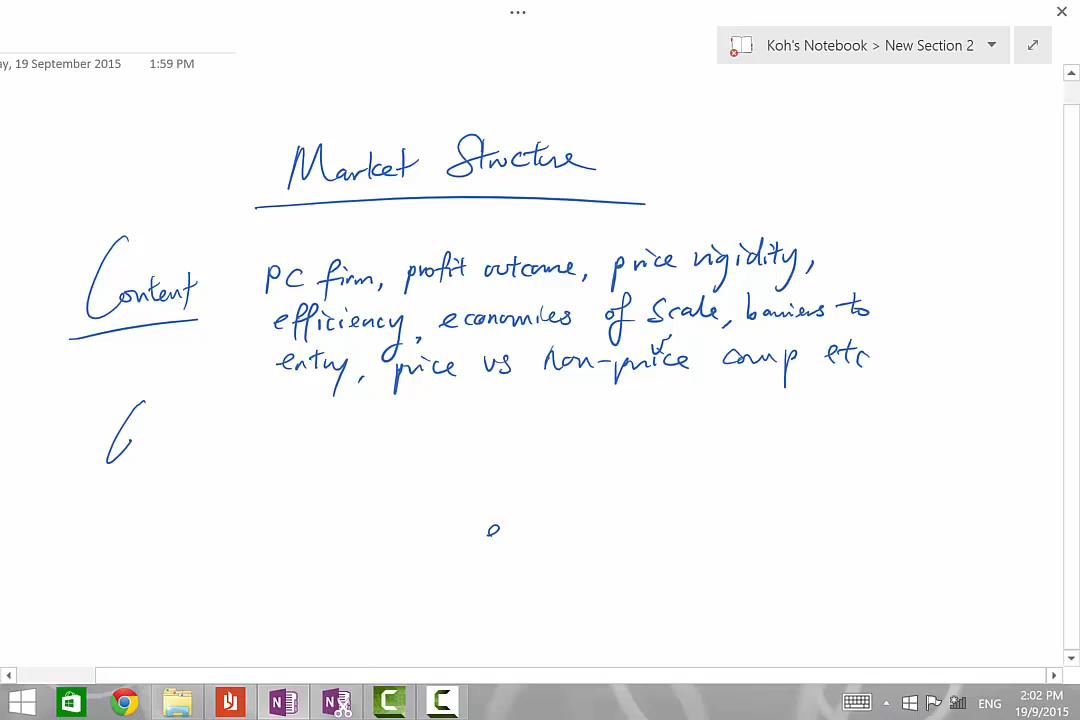 Koh's Notebook > New Section 2
ay, 19 September 2015 1:59 PM
Market Structure
Content PC firm, profit outcome, price rigidity,
efficiency, economies of scale, barriers to
entry, price vs non-price comp etc
ENG
2:02 PM
19/9/2015